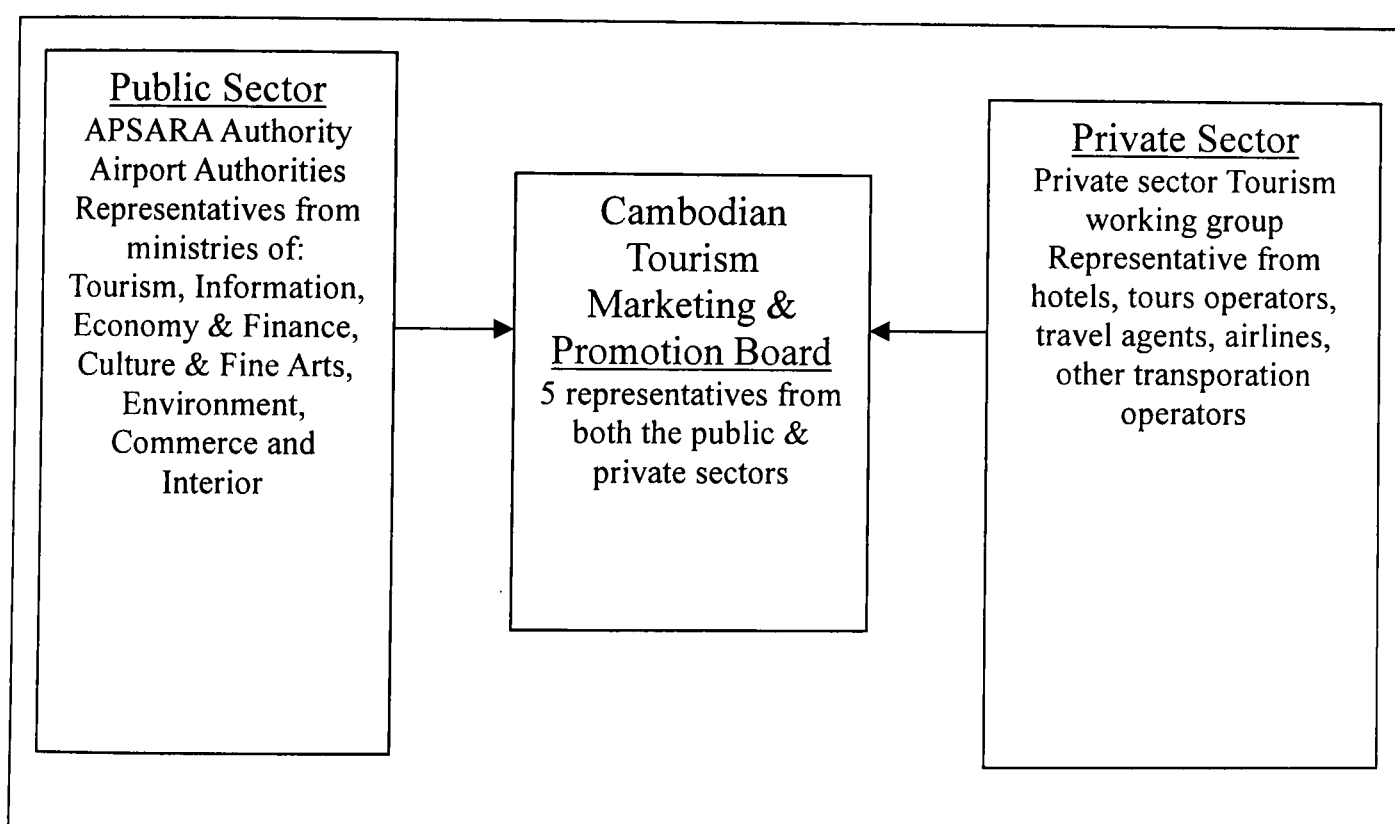 Public Sector
APSARA Authority
Airport Authorities
Representatives from
ministries of:
Tourism, Information,
Economy & Finance,
Culture & Fine Arts,
Environment,
Commerce and
Interior
Cambodian
Tourism
Marketing &
Promotion Board
5 representatives from
both the public &
private sectors
Private Sector
Private sector Tourism
working group
Representative from
hotels, tours operators,
travel agents, airlines,
other transporation
operators